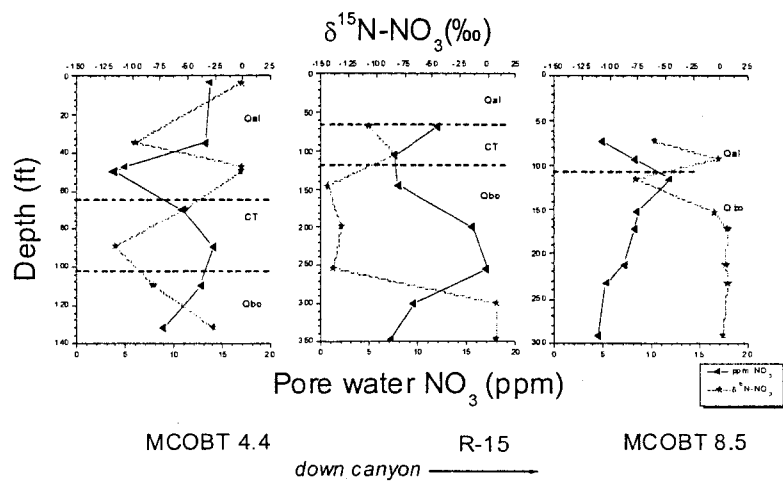 δ¹⁵N-NO₃(‰)
-150 -125 -100 -75 -50 -25 0 25
-150 -125 -100 -75 -50 -25 0 25
-150 -125 -100 -75 -50 -25 0 25
Depth (ft)
0
20
40
60
80
100
120
140
Qal
CT
Qbo
0 5 10 15 20
0
50
100
150
200
250
300
350
Qal
CT
Qbo
0 5 10 15 20
0
50
100
150
200
250
300
Qal
Qbo
0 5 10 15 20
Pore water NO₃ (ppm)
ppm NO₃
δ¹⁵N-NO₃
MCOBT 4.4 R-15 MCOBT 8.5
down canyon